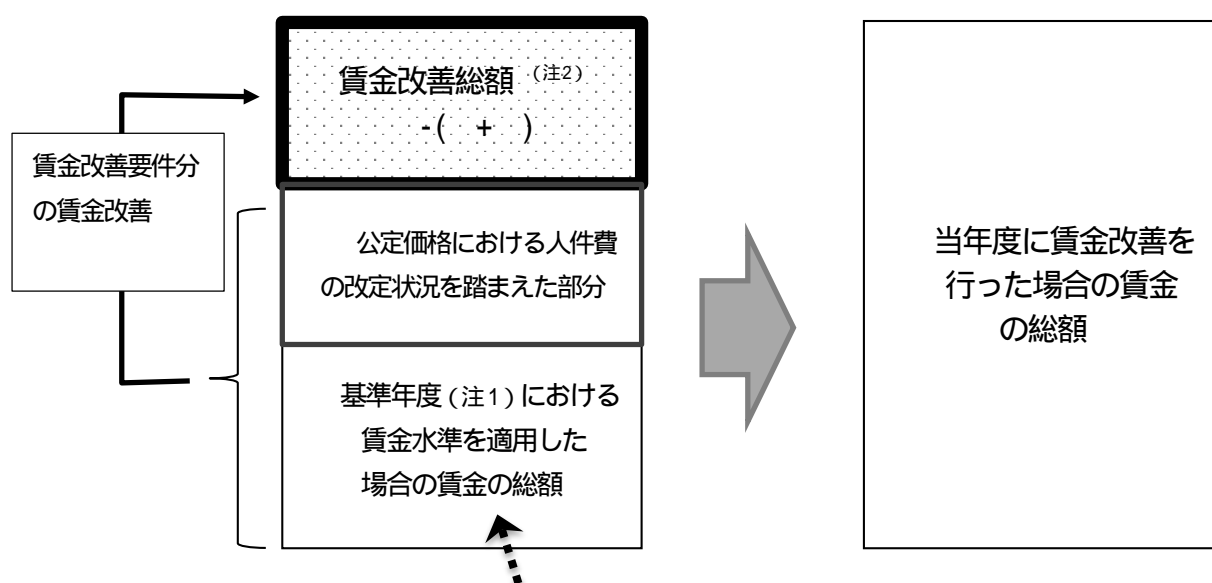 賃金改善総額 (注2)
-( + )
賃金改善要件分
の賃金改善
公定価格における人件費
の改定状況を踏まえた部分
基準年度(注1)における
賃金水準を適用した
場合の賃金の総額
当年度に賃金改善を
行った場合の賃金
の総額